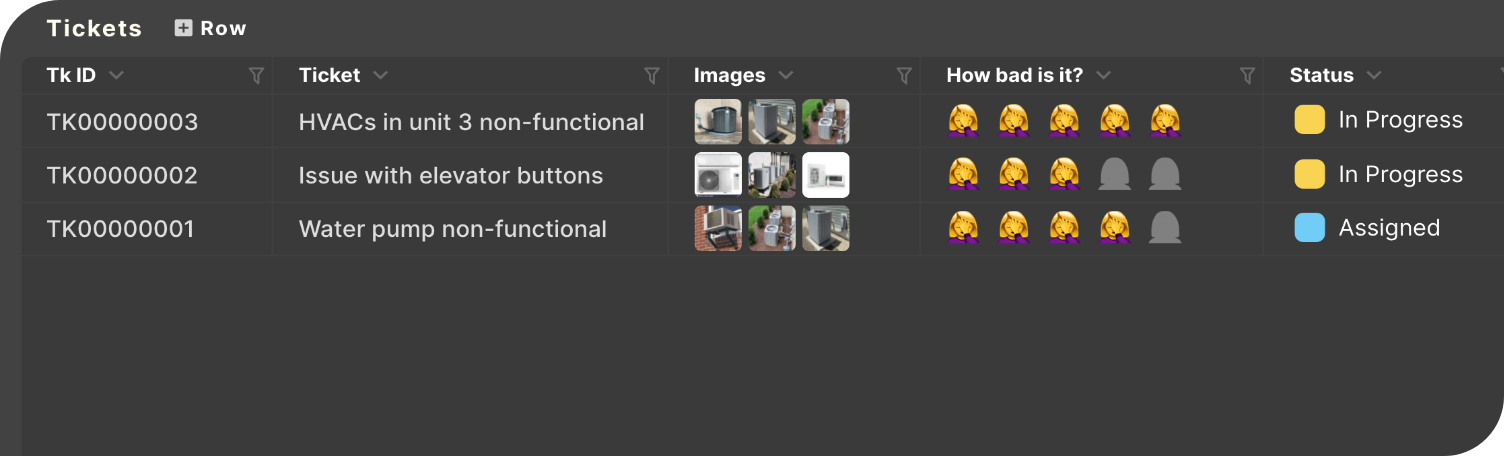 Tickets Row
Tk ID Ticket Images How bad is it? Status
TK00000003 HVACs in unit 3 non-functional In Progress
TK00000002 Issue with elevator buttons In Progress
TK00000001 Water pump non-functional Assigned